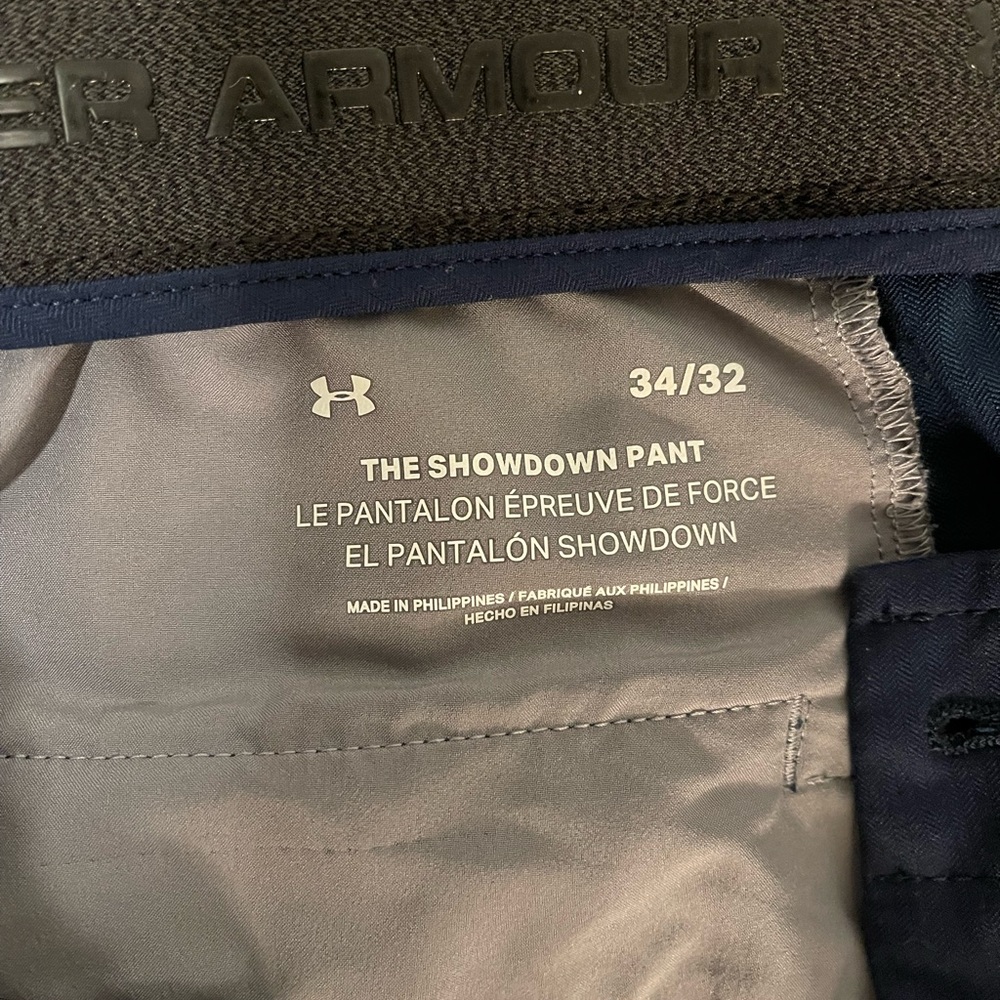 ER ARMOUR
34/32
THE SHOWDOWN PANT
LE PANTALON ÉPREUVE DE FORCE
EL PANTALÓN SHOWDOWN
MADE IN PHILIPPINES / FABRIQUÉ AUX PHILIPPINES /
HECHO EN FILIPINAS